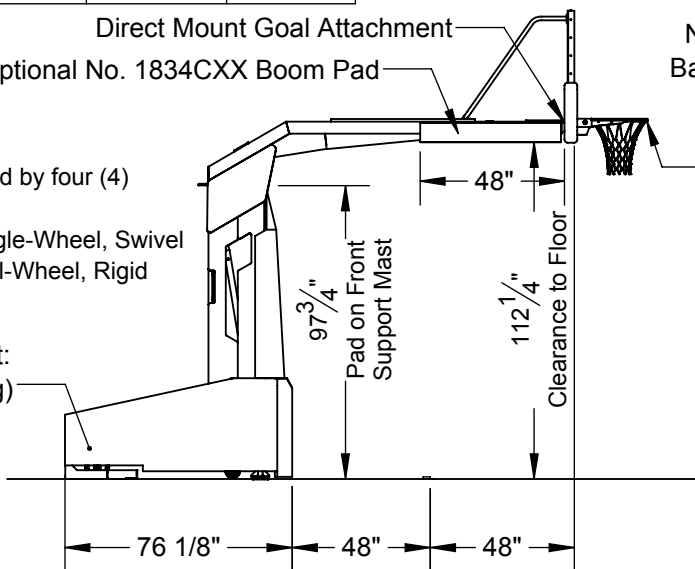 Direct Mount Goal Attachment
ptional No. 1834CXX Boom Pad
N
Ba
d by four (4)
gle-Wheel, Swivel
l-Wheel, Rigid
t:
g)
48"
97 3/4"
Pad on Front
Support Mast
112 1/4"
Clearance to Floor
76 1/8"
48"
48"